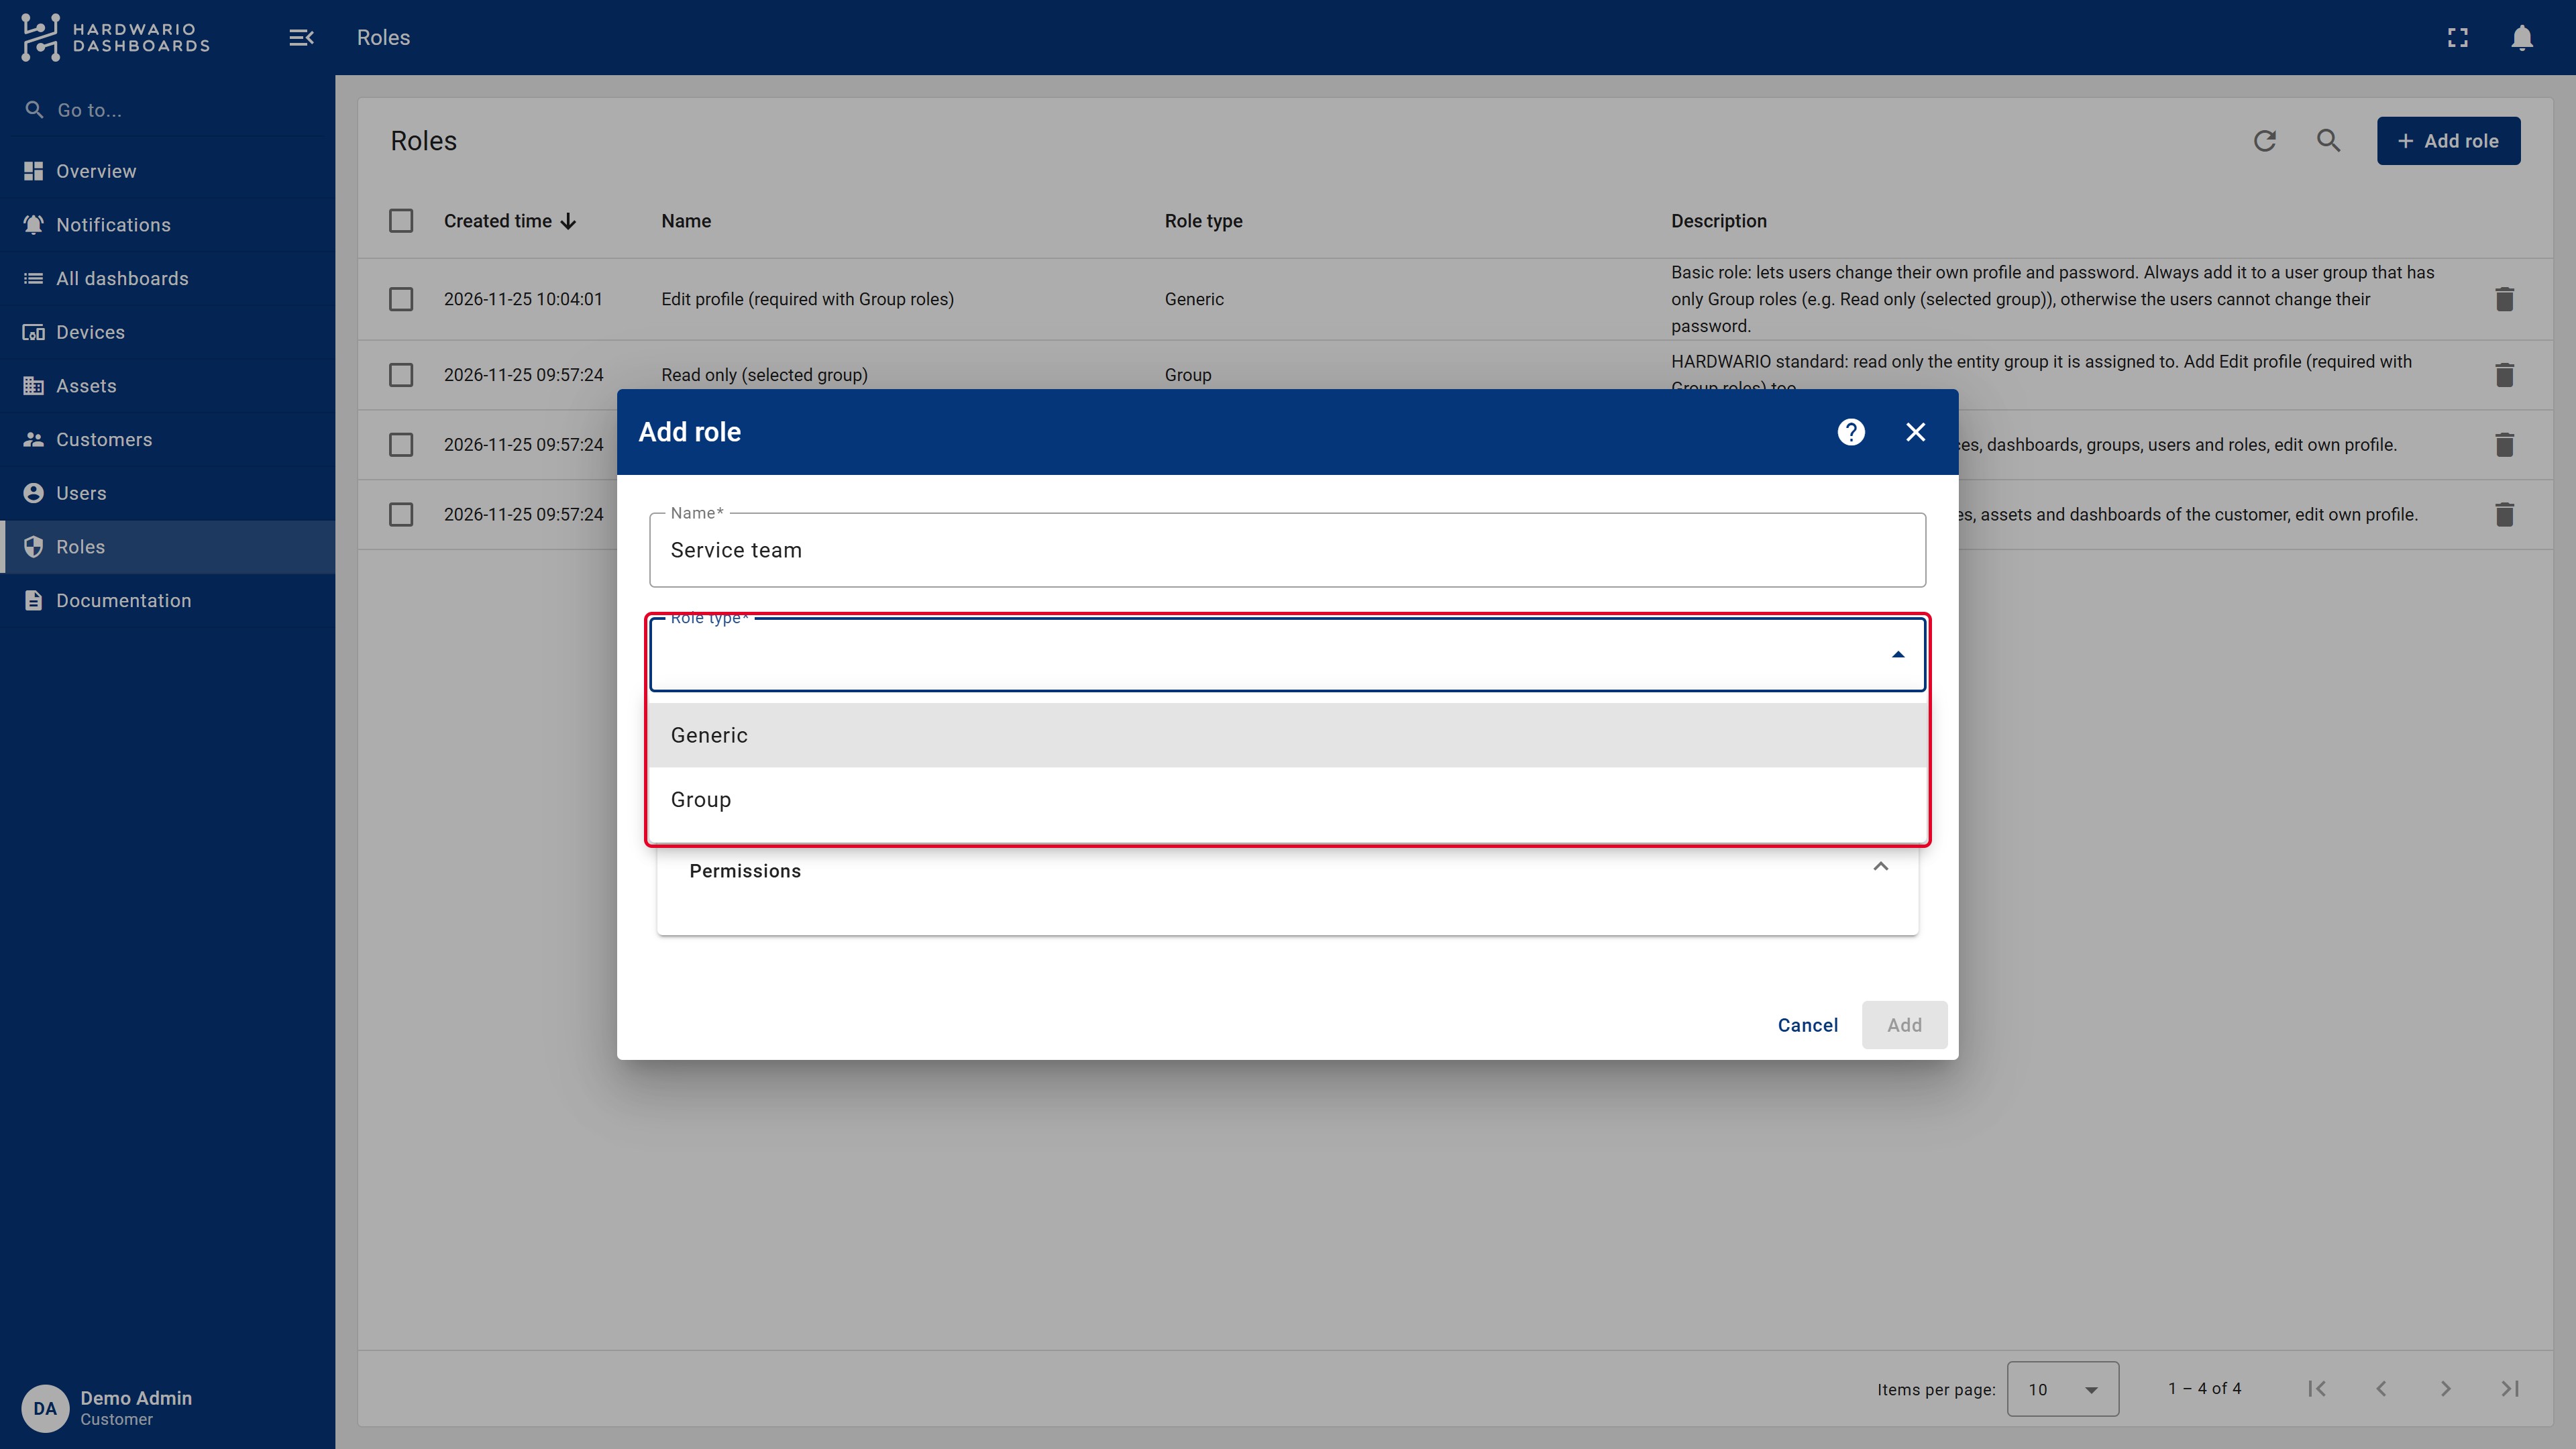 HARDWARIO
DASHBOARDS
Roles
Go to...
Overview
Notifications
All dashboards
Devices
Assets
Customers
Users
Roles
Documentation
DA
Demo Admin
Customer
Roles
+ Add role
Created time
Name
Role type
Description
2026-11-25 10:04:01
Edit profile (required with Group roles)
Generic
Basic role: lets users change their own profile and password. Always add it to a user group that has
only Group roles (e.g. Read only (selected group)), otherwise the users cannot change their
password.
2026-11-25 09:57:24
Read only (selected group)
Group
HARDWARIO standard: read only the entity group it is assigned to. Add Edit profile (required with
Group roles) too.
2026-11-25 09:57:24
dashboards, groups, users and roles, edit own profile.
2026-11-25 09:57:24
assets and dashboards of the customer, edit own profile.
Add role
?
Name*
Service team
Role type*
Generic
Group
Permissions
Cancel
Add
Items per page:
10
1 – 4 of 4